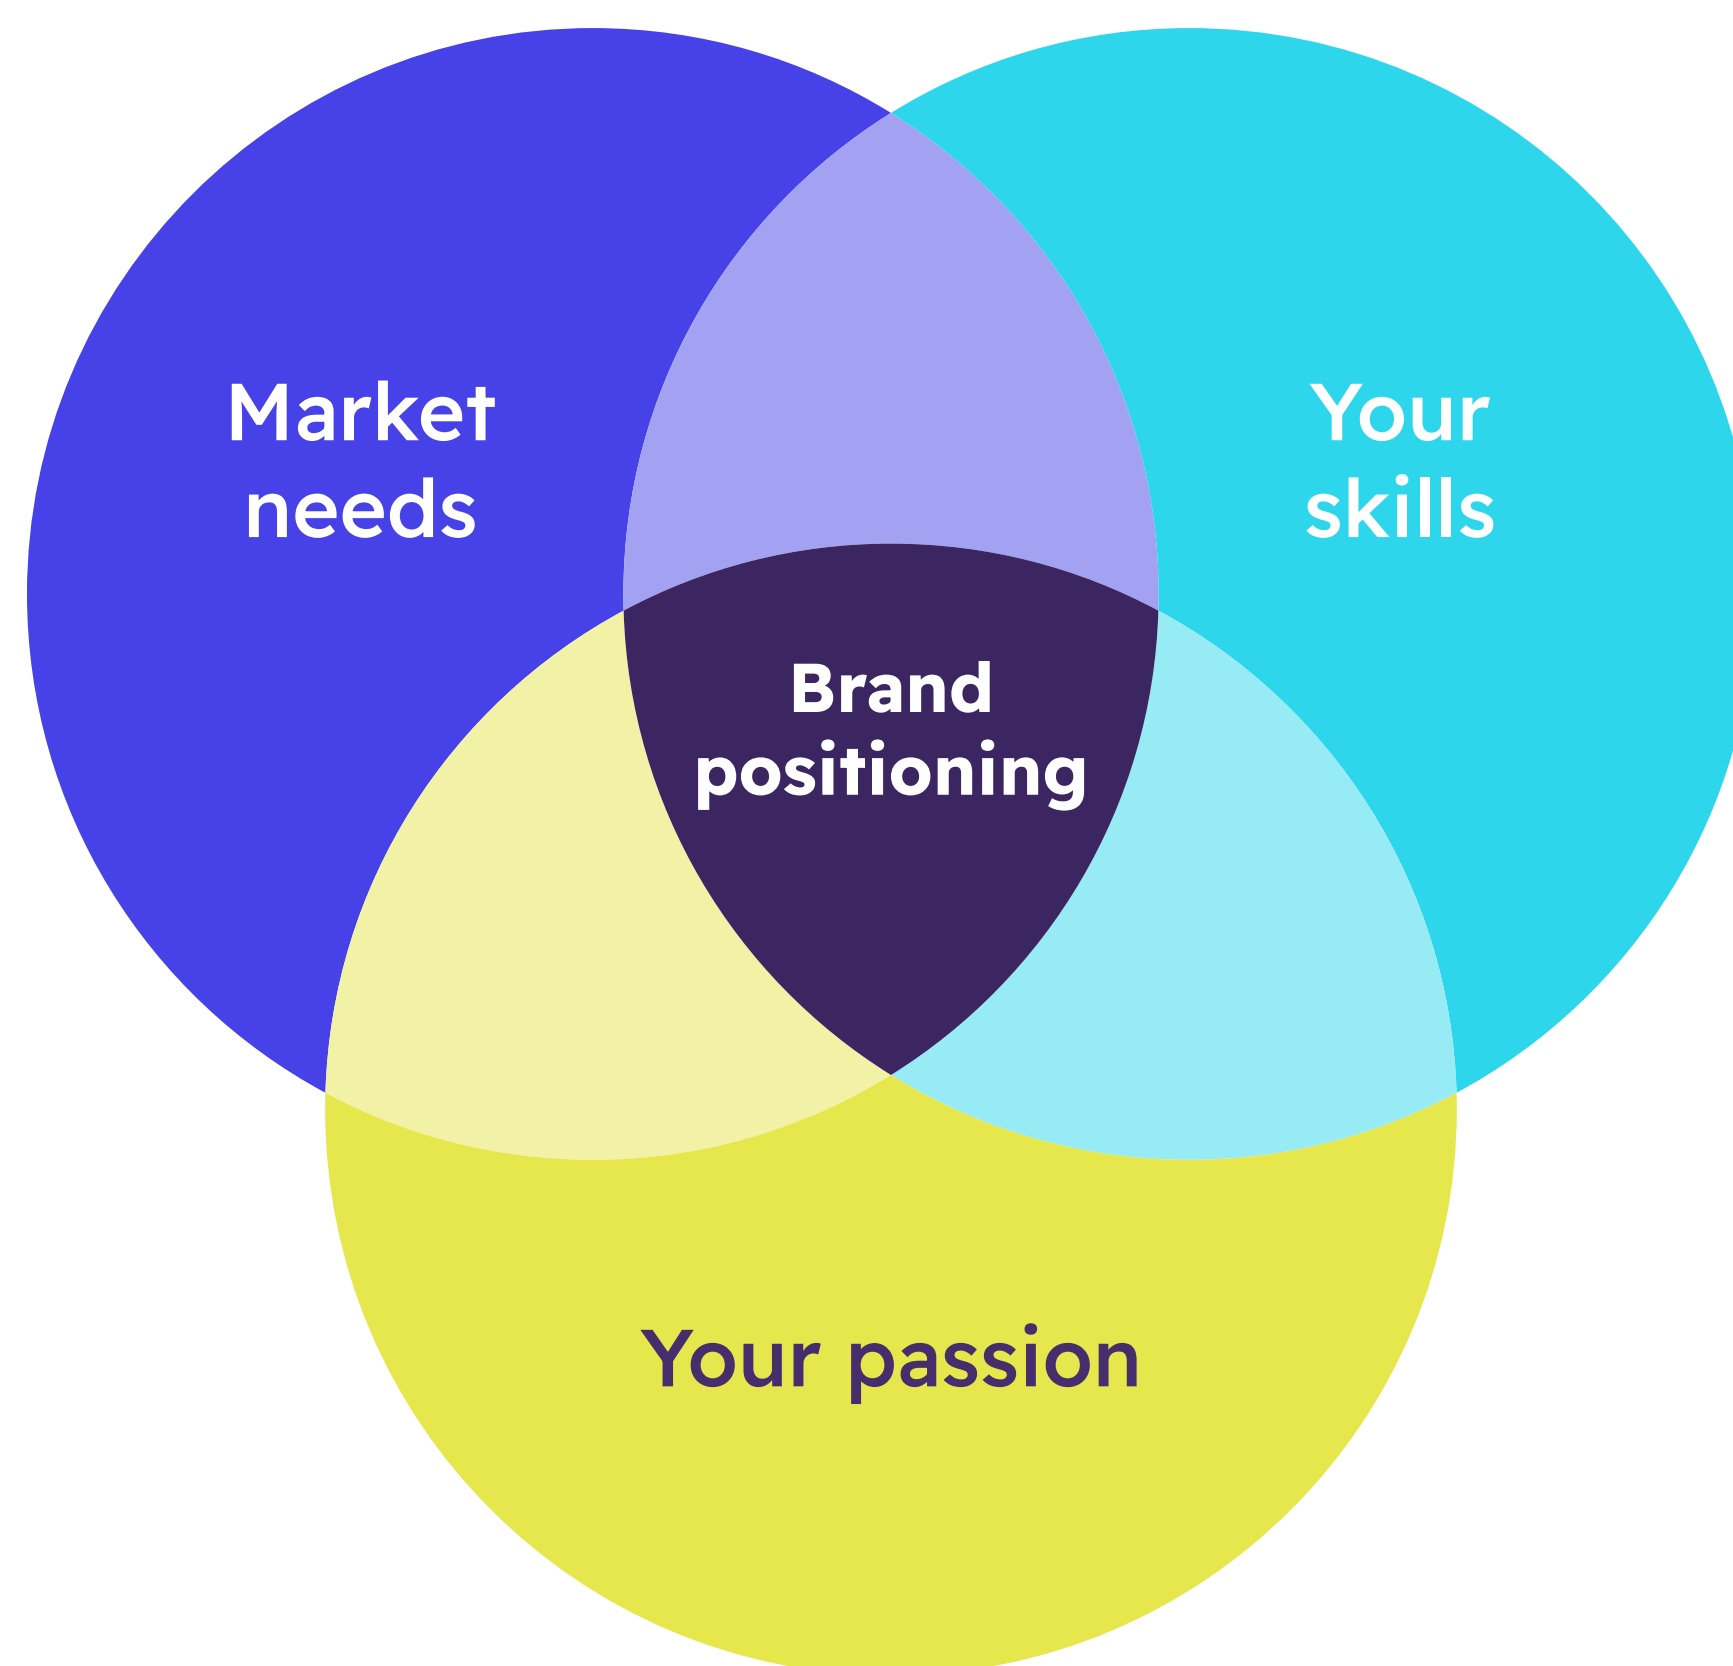 Market
needs
Your
skills
Brand
positioning
Your passion